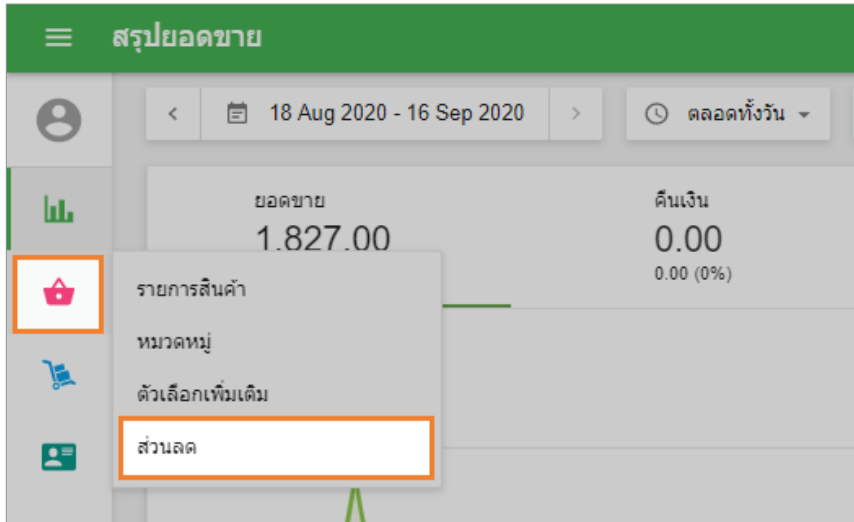 สรุปยอดขาย
18 Aug 2020 - 16 Sep 2020
ตลอดทั้งวัน
ยอดขาย
1,827.00
คืนเงิน
0.00
0.00 (0%)
รายการสินค้า
หมวดหมู่
ตัวเลือกเพิ่มเติม
ส่วนลด